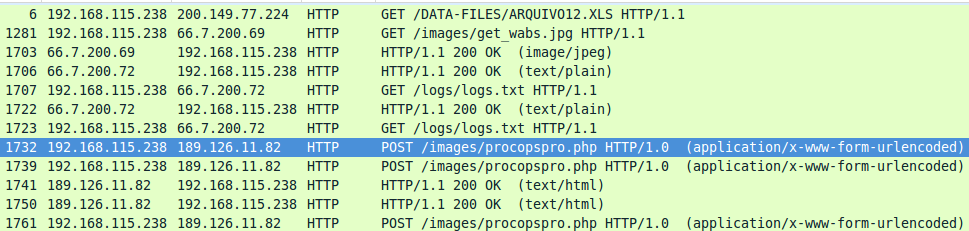 6 192.168.115.238 200.149.77.224 HTTP GET /DATA-FILES/ARQUIVO12.XLS HTTP/1.1
1281 192.168.115.238 66.7.200.69 HTTP GET /images/get_wabs.jpg HTTP/1.1
1703 66.7.200.69 192.168.115.238 HTTP HTTP/1.1 200 OK (image/jpeg)
1706 66.7.200.72 192.168.115.238 HTTP HTTP/1.1 200 OK (text/plain)
1707 192.168.115.238 66.7.200.72 HTTP GET /logs/logs.txt HTTP/1.1
1722 66.7.200.72 192.168.115.238 HTTP HTTP/1.1 200 OK (text/plain)
1723 192.168.115.238 66.7.200.72 HTTP GET /logs/logs.txt HTTP/1.1
1732 192.168.115.238 189.126.11.82 HTTP POST /images/procopspro.php HTTP/1.0 (application/x-www-form-urlencoded)
1739 192.168.115.238 189.126.11.82 HTTP POST /images/procopspro.php HTTP/1.0 (application/x-www-form-urlencoded)
1741 189.126.11.82 192.168.115.238 HTTP HTTP/1.1 200 OK (text/html)
1750 189.126.11.82 192.168.115.238 HTTP HTTP/1.1 200 OK (text/html)
1761 192.168.115.238 189.126.11.82 HTTP POST /images/procopspro.php HTTP/1.0 (application/x-www-form-urlencoded)